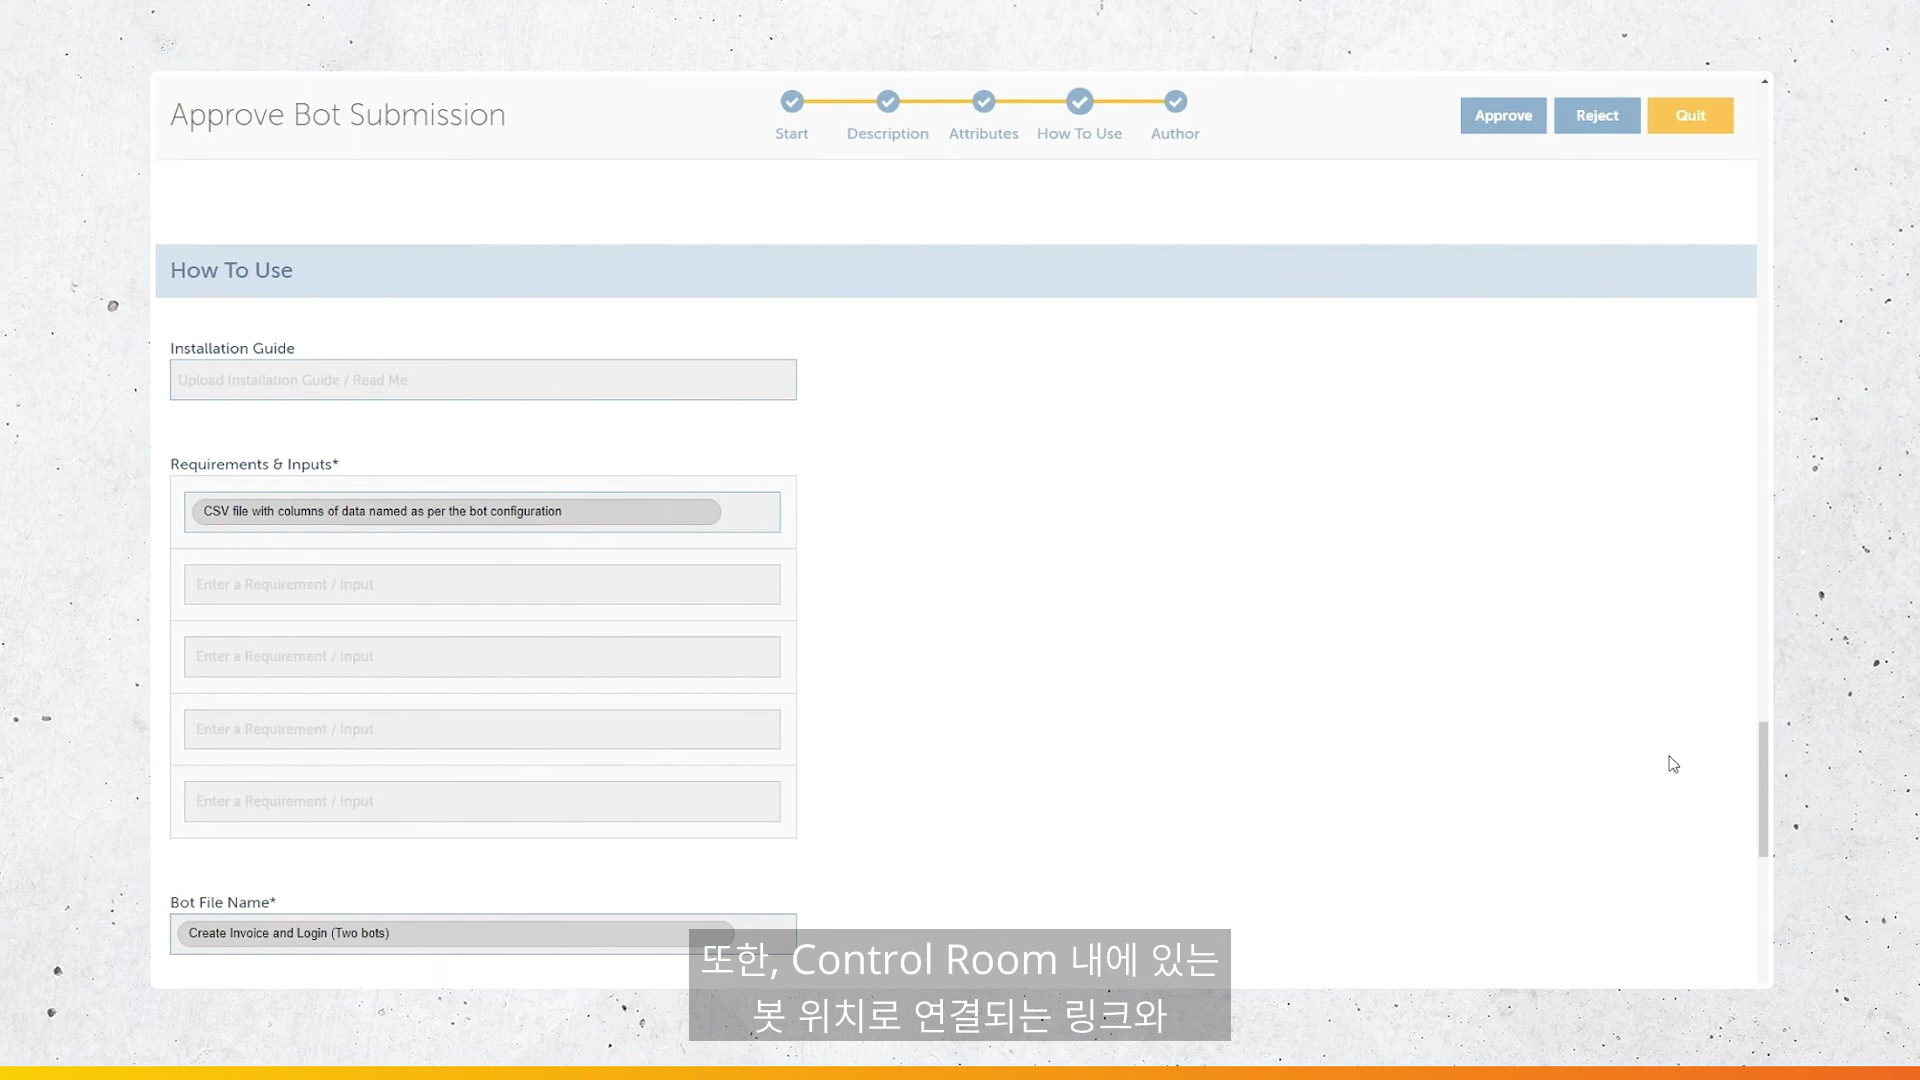 Approve Bot Submission
Start
Description
Attributes
How To Use
Author
Approve
Reject
Quit
How To Use
Installation Guide
Upload Installation Guide / Read Me
Requirements & Inputs*
CSV file with columns of data named as per the bot configuration
Enter a Requirement / Input
Enter a Requirement / Input
Enter a Requirement / Input
Enter a Requirement / Input
Bot File Name*
Create Invoice and Login (Two bots)
또한, Control Room 내에 있는
봇 위치로 연결되는 링크와